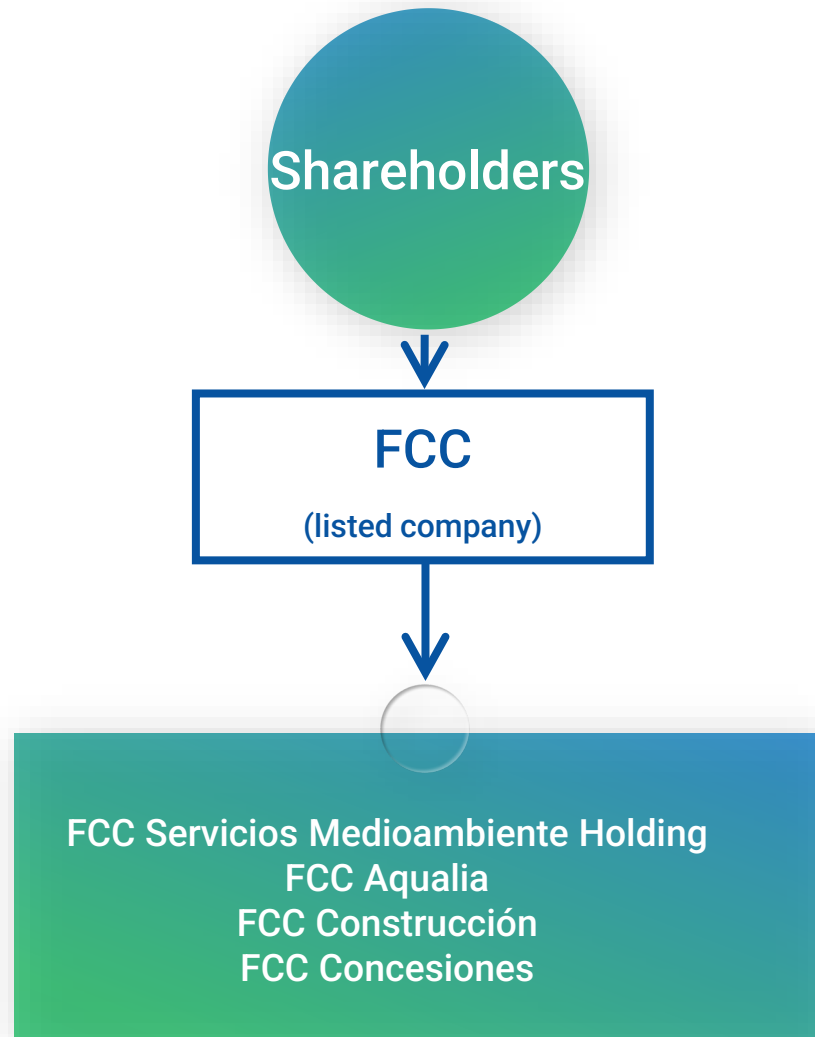 Shareholders
FCC
(listed company)
FCC Servicios Medioambiente Holding
FCC Aqualia
FCC Construcción
FCC Concesiones